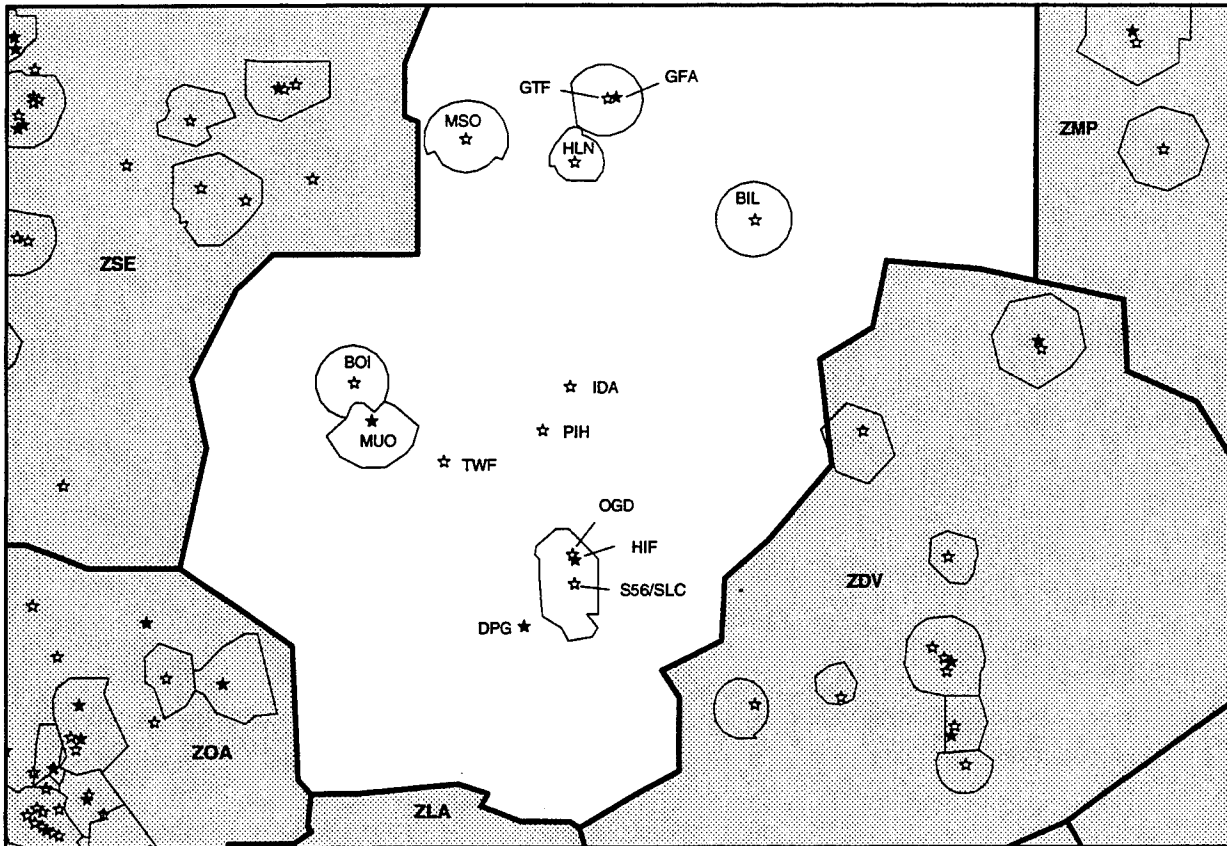 GTF
GFA
MSO
HLN
ZMP
BIL
ZSE
BOI
IDA
MUO
PIH
TWF
OGD
HIF
S56/SLC
ZDV
DPG
ZOA
ZLA